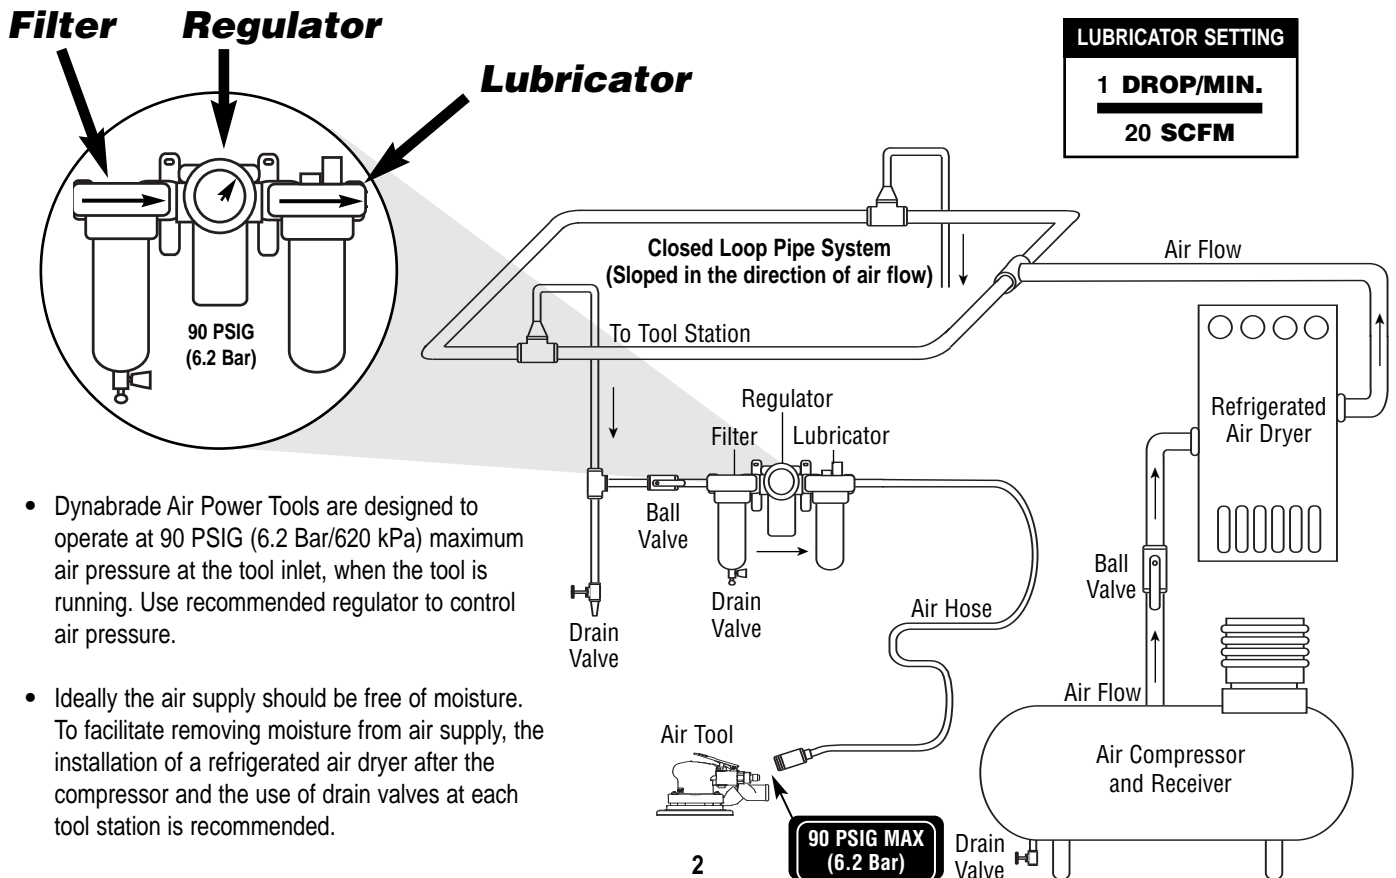 Filter
Regulator
Lubricator
LUBRICATOR SETTING
1 DROP/MIN.
20 SCFM
90 PSIG
(6.2 Bar)
Closed Loop Pipe System
(Sloped in the direction of air flow)
Air Flow
To Tool Station
Refrigerated
Air Dryer
Regulator
Filter
Lubricator
Ball
Valve
Drain
Valve
Drain
Valve
Air Hose
Ball
Valve
Air Flow
Air Compressor
and Receiver
Drain
Valve
Air Tool
90 PSIG MAX
(6.2 Bar)
• Dynabrade Air Power Tools are designed to
operate at 90 PSIG (6.2 Bar/620 kPa) maximum
air pressure at the tool inlet, when the tool is
running. Use recommended regulator to control
air pressure.
• Ideally the air supply should be free of moisture.
To facilitate removing moisture from air supply, the
installation of a refrigerated air dryer after the
compressor and the use of drain valves at each
tool station is recommended.
2